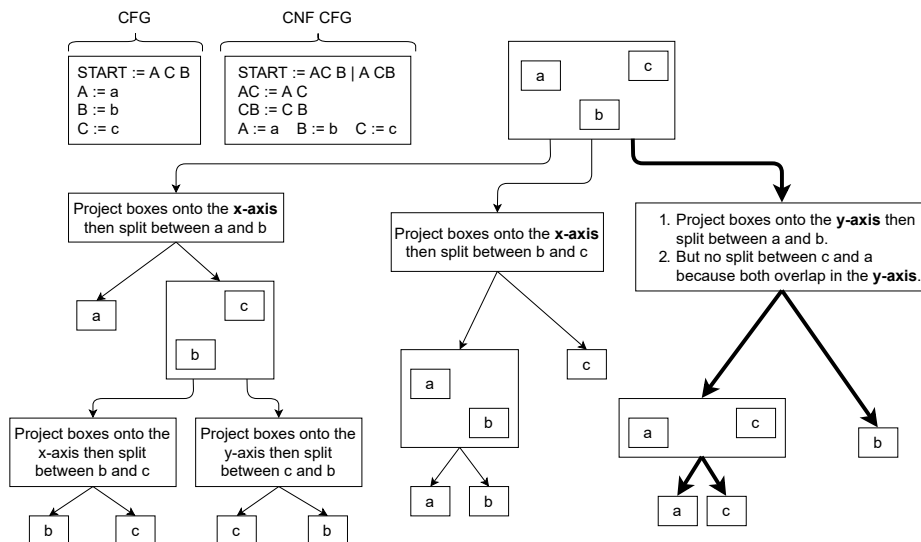 CFG
CNF CFG
START := A C B
A := a
B := b
C := c
START := AC B | A CB
AC := A C
CB := C B
A := a B := b C := c
a
c
b
Project boxes onto the x-axis
then split between a and b
Project boxes onto the x-axis
then split between b and c
1. Project boxes onto the y-axis then
split between a and b.
2. But no split between c and a
because both overlap in the y-axis.
a
c
b
a
b
c
a
c
b
Project boxes onto the
x-axis then split
between b and c
Project boxes onto the
y-axis then split
between c and b
a
b
a
c
b
c
c
b